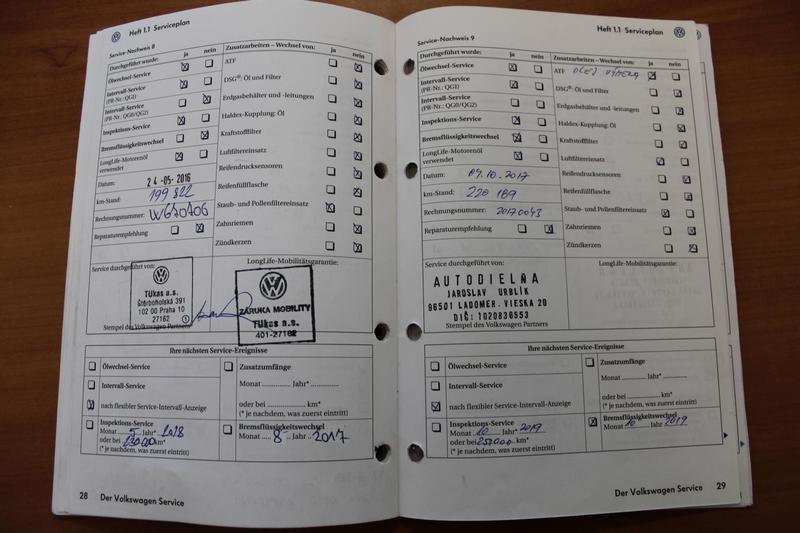 Heft 1.1 Serviceplan
Service-Nachweis 8
Durchgeführt wurde: ja nein
Ölwechsel-Service
Intervall-Service
(PR-Nr.: QG1)
Intervall-Service
(PR-Nr.: QG0/QG2)
Inspektions-Service
Bremsflüssigkeitswechsel
LongLife-Motorenöl
verwendet
Datum: 24-05-2016
km-Stand: 199 822
Rechnungsnummer: W670706
Reparaturempfehlung
Zusatzarbeiten – Wechsel von: ja nein
ATF
DSG®: Öl und Filter
Erdgasbehälter und -leitungen
Haldex-Kupplung: Öl
Kraftstofffilter
Luftfiltereinsatz
Reifendrucksensoren
Reifenfüllflasche
Staub- und Pollenfiltereinsatz
Zahnriemen
Zündkerzen
Service durchgeführt von:
TUkas a.s.
Štěrboholská 391
102 00 Praha 10
27162 1
Stempel des Volkswagen Partners
LongLife-Mobilitätsgarantie:
ZÁRUKA MOBILITY
TUkas a.s.
401-27162
Ihre nächsten Service-Ereignisse
Ölwechsel-Service
Intervall-Service
nach flexibler Service-Intervall-Anzeige
Zusatzumfänge
Monat ............ Jahr* ..............
oder bei ................... km*
(* je nachdem, was zuerst eintritt)
Inspektions-Service
Monat 5 Jahr* 2018
oder bei 230000 km*
(* je nachdem, was zuerst eintritt)
Bremsflüssigkeitswechsel
Monat 8 Jahr 2017
28 Der Volkswagen Service
Heft 1.1 Serviceplan
Service-Nachweis 9
Durchgeführt wurde: ja nein
Ölwechsel-Service
Intervall-Service
(PR-Nr.: QG1)
Intervall-Service
(PR-Nr.: QG0/QG2)
Inspektions-Service
Bremsflüssigkeitswechsel
LongLife-Motorenöl
verwendet
Datum: 04.10.2017
km-Stand: 220 189
Rechnungsnummer: 20170043
Reparaturempfehlung
Zusatzarbeiten – Wechsel von: ja nein
ATF OLEJ VÝMENA
DSG®: Öl und Filter
Erdgasbehälter und -leitungen
Haldex-Kupplung: Öl
Kraftstofffilter
Luftfiltereinsatz
Reifendrucksensoren
Reifenfüllflasche
Staub- und Pollenfiltereinsatz
Zahnriemen
Zündkerzen
Service durchgeführt von:
AUTODIELŇA
JAROSLAV URBLÍK
96501 LADOMER. VIESKA 20
DIČ: 1020836553
Stempel des Volkswagen Partners
LongLife-Mobilitätsgarantie:
Ihre nächsten Service-Ereignisse
Ölwechsel-Service
Intervall-Service
nach flexibler Service-Intervall-Anzeige
Zusatzumfänge
Monat ............ Jahr* ..............
oder bei ................... km*
(* je nachdem, was zuerst eintritt)
Inspektions-Service
Monat 10 Jahr* 2019
oder bei 250000 km*
(* je nachdem, was zuerst eintritt)
Bremsflüssigkeitswechsel
Monat 10 Jahr 2019
Der Volkswagen Service 29